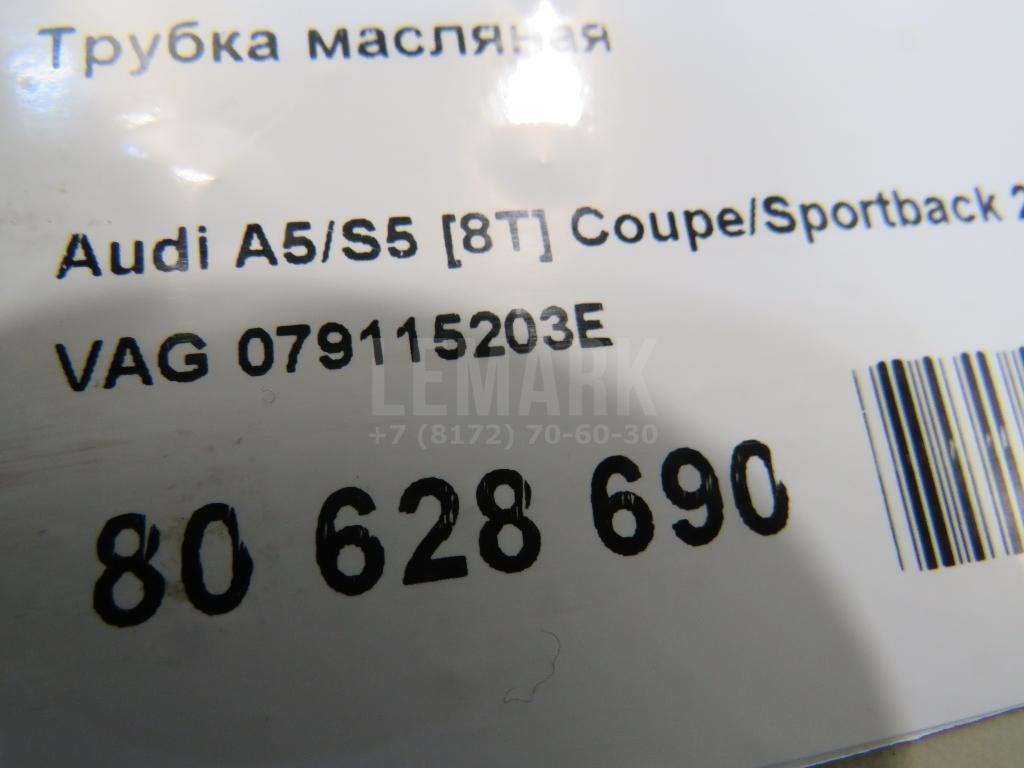 Трубка масляная
Audi A5/S5 [8T] Coupe/Sportback 2
VAG 079115203E
LEMARK
+7 (8172) 70-60-30
80 628 690